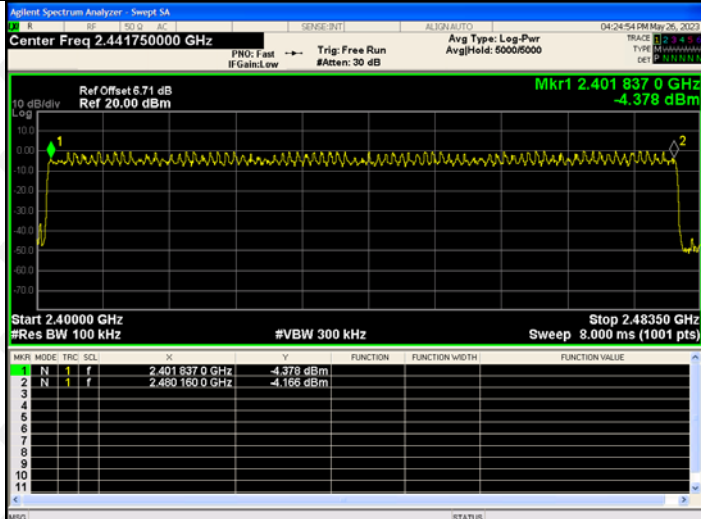 Agilent Spectrum Analyzer - Swept SA
R RF 50 Ω AC SENSE:INT ALIGN AUTO 04:24:54 PM May 26, 2023
Center Freq 2.441750000 GHz Avg Type: Log-Pwr TRACE 1 2 3 4 5 6
PNO: Fast Trig: Free Run Avg|Hold: 5000/5000 TYPE M
IFGain:Low #Atten: 30 dB DET P N N N N N
Mkr1 2.401 837 0 GHz
Ref Offset 6.71 dB
10 dB/div Ref 20.00 dBm -4.378 dBm
Log
10.0
1 2
0.00
-10.0
-20.0
-30.0
-40.0
-50.0
-60.0
-70.0
Start 2.40000 GHz Stop 2.48350 GHz
#Res BW 100 kHz #VBW 300 kHz Sweep 8.000 ms (1001 pts)
MKR MODE TRC SCL X Y FUNCTION FUNCTION WIDTH FUNCTION VALUE
1 N 1 f 2.401 837 0 GHz -4.378 dBm
2 N 1 f 2.480 160 0 GHz -4.166 dBm
3
4
5
6
7
8
9
10
11
MSG STATUS